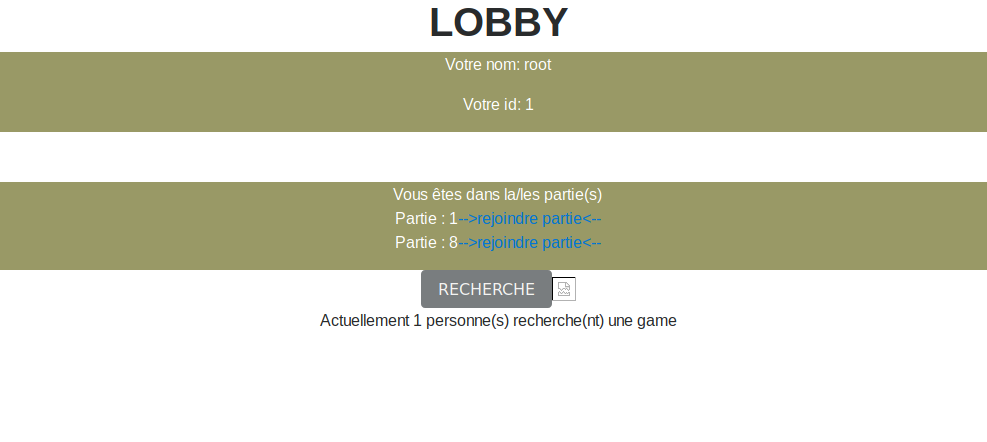 LOBBY
Votre nom: root
Votre id: 1
Vous êtes dans la/les partie(s)
Partie : 1-->rejoindre partie<--
Partie : 8-->rejoindre partie<--
RECHERCHE
Actuellement 1 personne(s) recherche(nt) une game